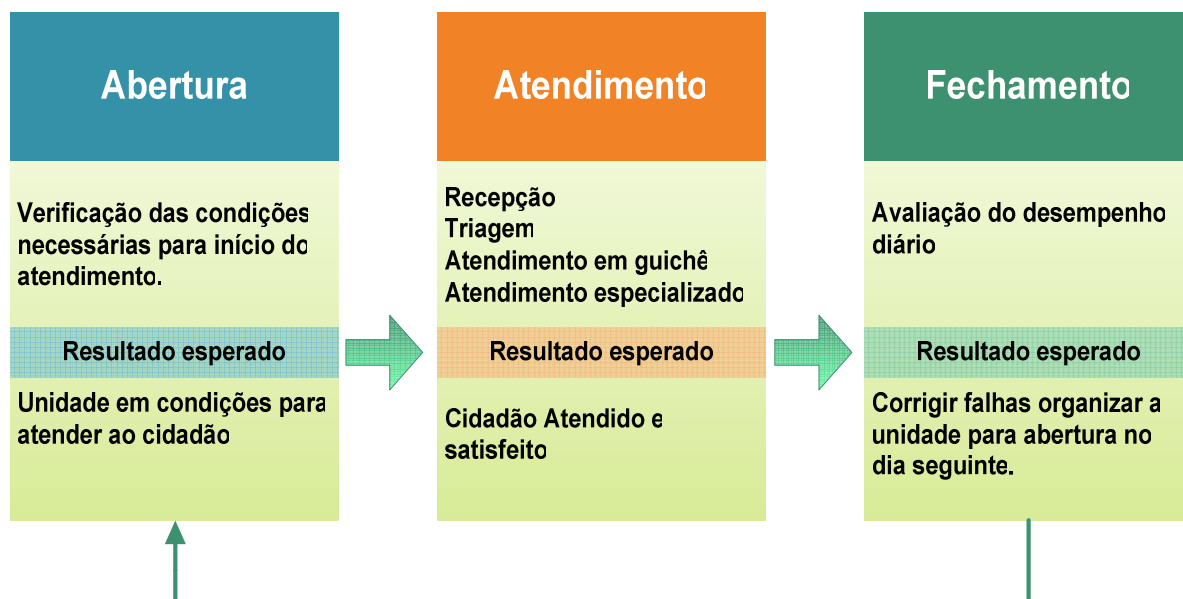 Abertura
Verificação das condições
necessárias para início do
atendimento.
Resultado esperado
Unidade em condições para
atender ao cidadão
Atendimento
Recepção
Triagem
Atendimento em guichê
Atendimento especializado
Resultado esperado
Cidadão Atendido e
satisfeito
Fechamento
Avaliação do desempenho
diário
Resultado esperado
Corrigir falhas organizar a
unidade para abertura no
dia seguinte.